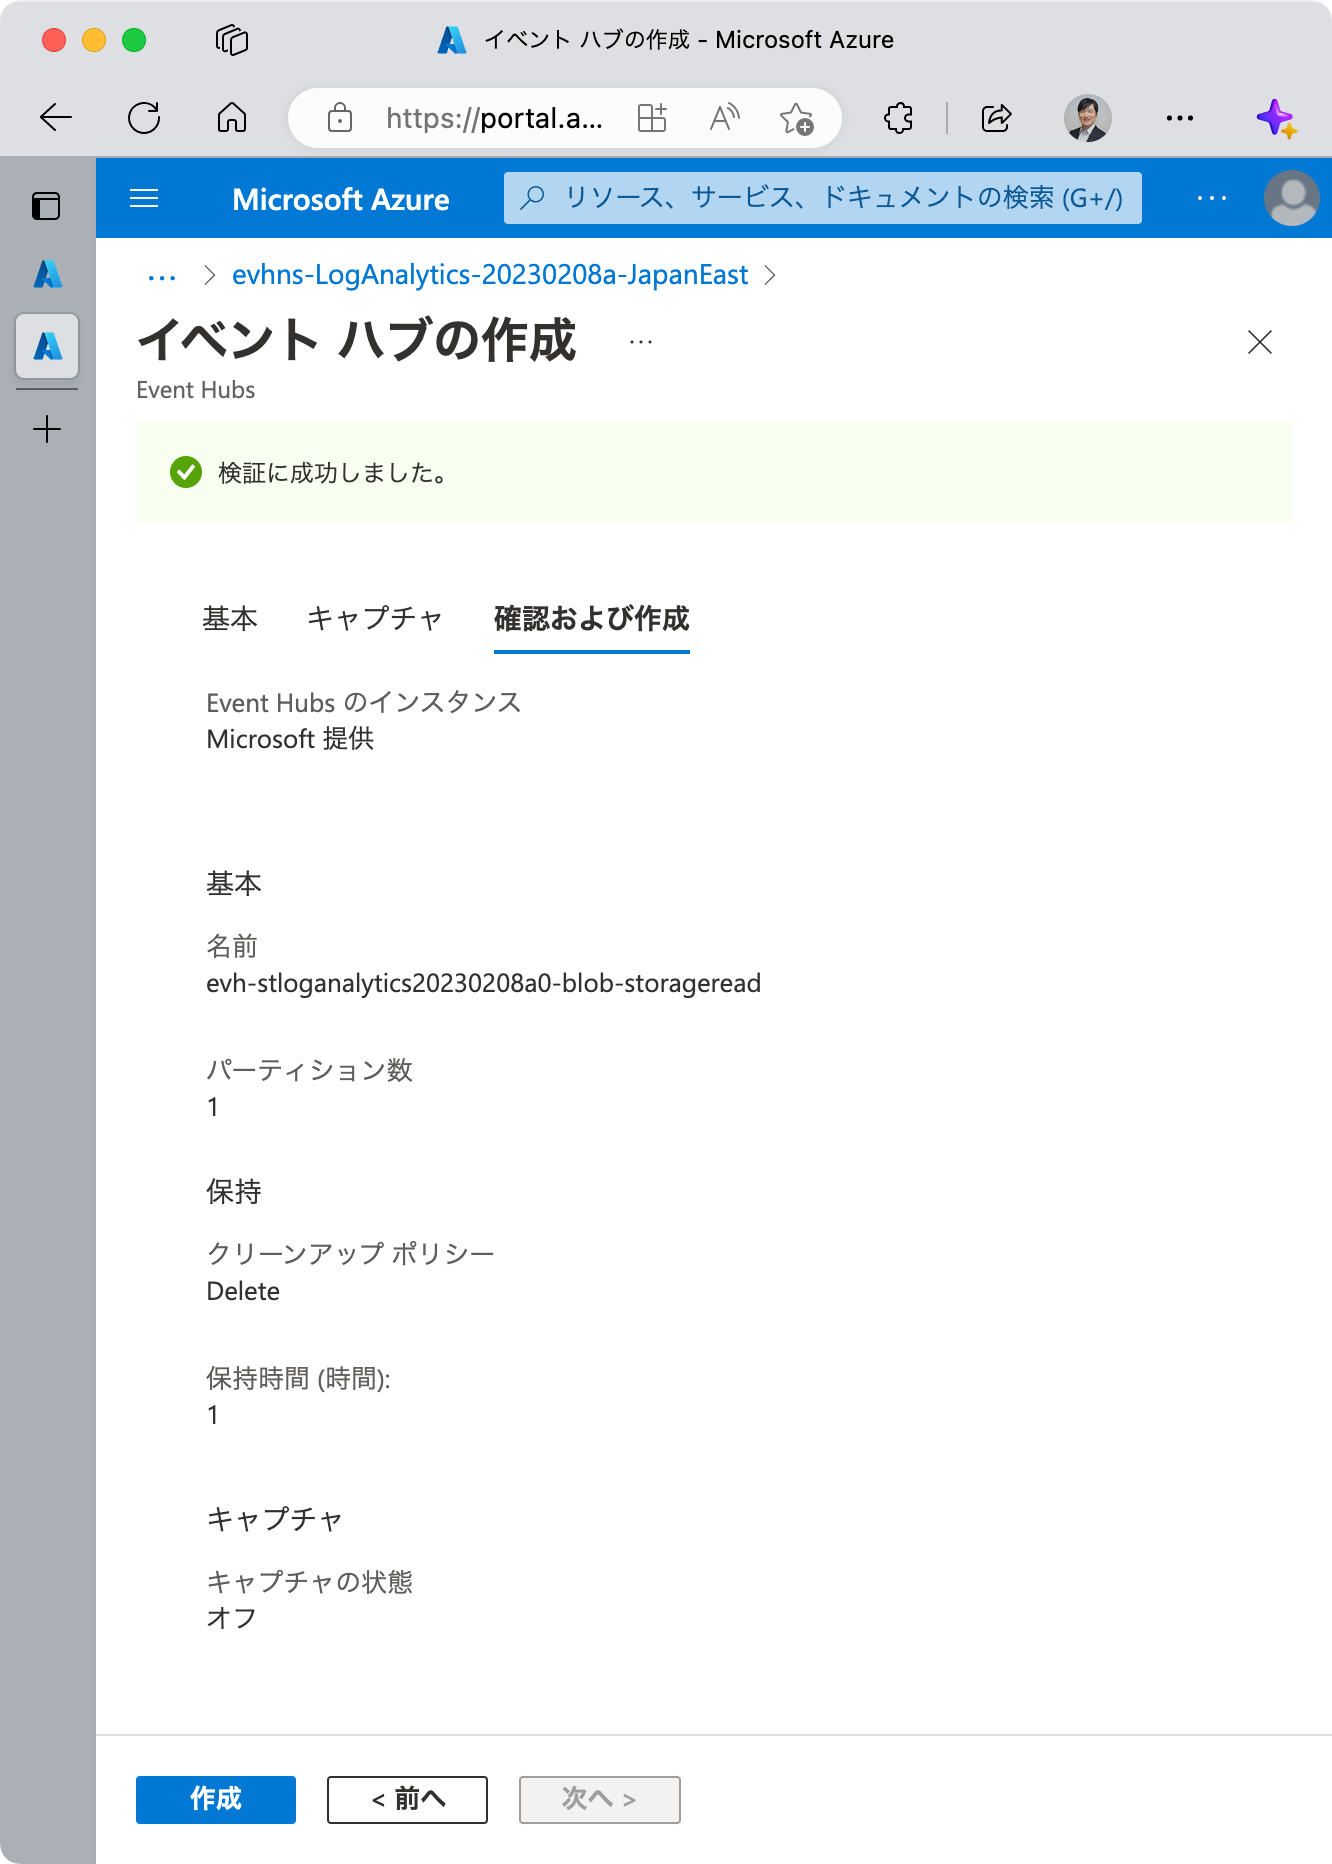 イベント ハブの作成 - Microsoft Azure
https://portal.a...
Microsoft Azure
リソース、サービス、ドキュメントの検索 (G+/)
... > evhns-LogAnalytics-20230208a-JapanEast >
イベント ハブの作成 ...
Event Hubs
検証に成功しました。
基本 キャプチャ 確認および作成
Event Hubs のインスタンス
Microsoft 提供
基本
名前
evh-stloganalytics20230208a0-blob-storageread
パーティション数
1
保持
クリーンアップ ポリシー
Delete
保持時間 (時間):
1
キャプチャ
キャプチャの状態
オフ
作成 < 前へ 次へ >